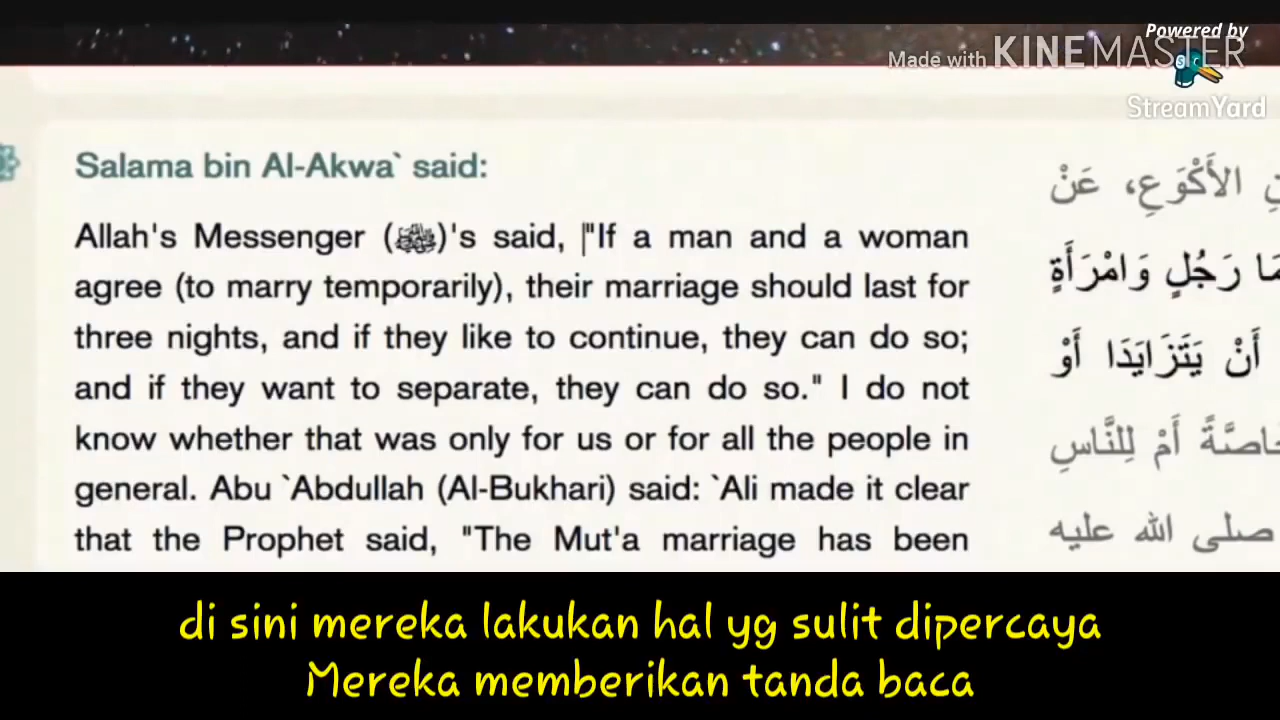 Powered by
Made with KINEMASTER
StreamYard
Salama bin Al-Akwa` said:
Allah's Messenger (ﷺ)'s said, "If a man and a woman
agree (to marry temporarily), their marriage should last for
three nights, and if they like to continue, they can do so;
and if they want to separate, they can do so." I do not
know whether that was only for us or for all the people in
general. Abu `Abdullah (Al-Bukhari) said: `Ali made it clear
that the Prophet said, "The Mut'a marriage has been
الأَكْوَعِ، عَنْ
رَجُلٍ وَامْرَأَةٍ
أَنْ يَتَزَايَدَا أَوْ
أَمْ لِلنَّاسِ
صلى الله عليه
di sini mereka lakukan hal yg sulit dipercaya
Mereka memberikan tanda baca